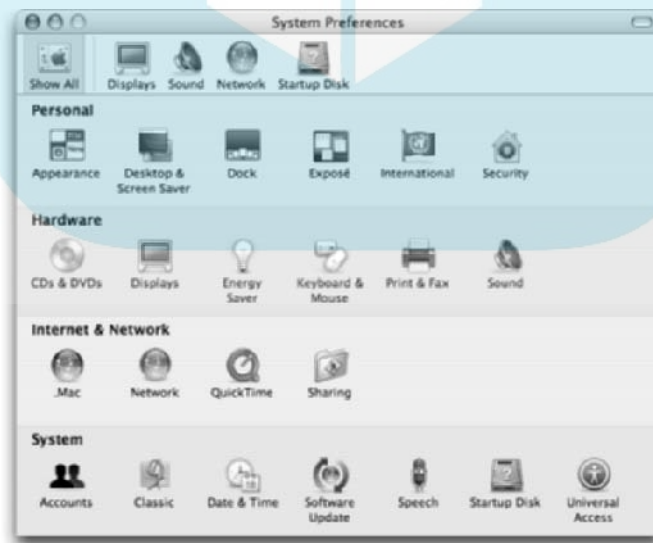 System Preferences
Show All Displays Sound Network Startup Disk
Personal
Appearance Desktop & Screen Saver Dock Exposé International Security
Hardware
CDs & DVDs Displays Energy Saver Keyboard & Mouse Print & Fax Sound
Internet & Network
.Mac Network QuickTime Sharing
System
Accounts Classic Date & Time Software Update Speech Startup Disk Universal Access